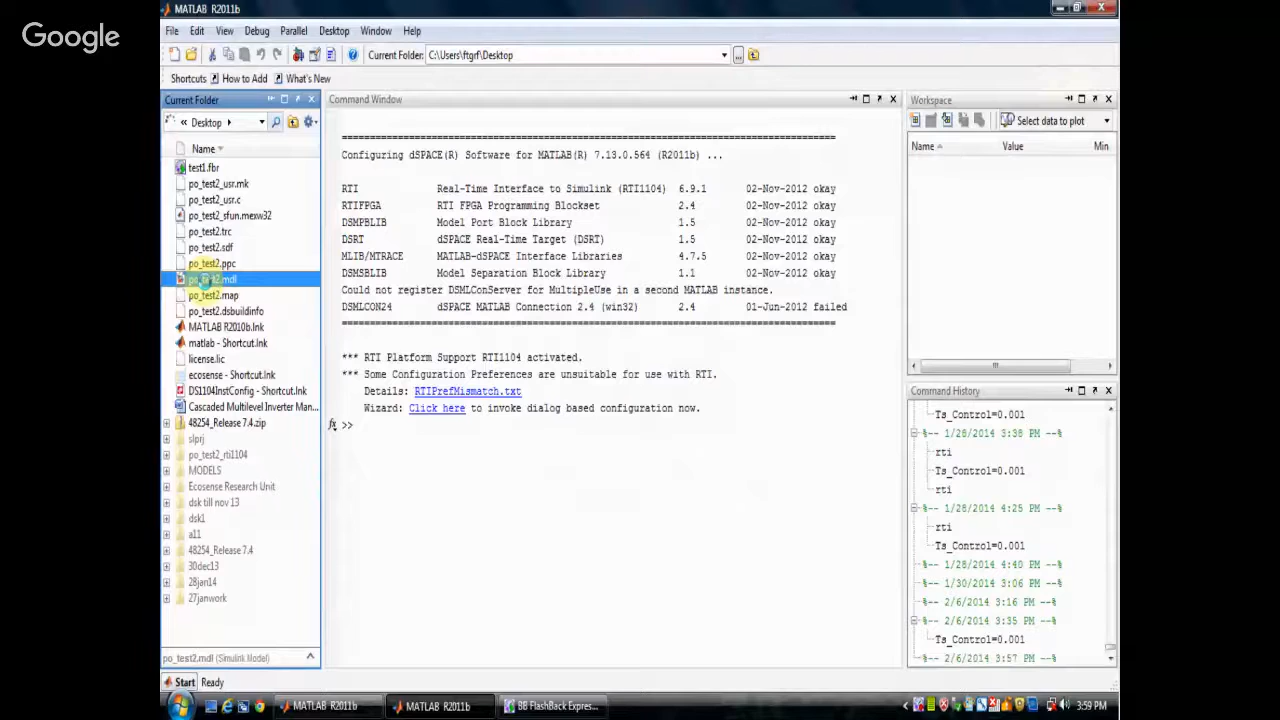 Google
MATLAB R2011b
File Edit View Debug Parallel Desktop Window Help
Current Folder: C:\Users\ftgrf\Desktop
Shortcuts How to Add What's New
Current Folder
« Desktop
Name
test1.fbr
po_test2_usr.mk
po_test2_usr.c
po_test2_sfun.mexw32
po_test2.trc
po_test2.sdf
po_test2.ppc
po_test2.mdl
po_test2.map
po_test2.dsbuildinfo
MATLAB R2010b.lnk
matlab - Shortcut.lnk
license.lic
ecosense - Shortcut.lnk
DS1104InstConfig - Shortcut.lnk
Cascaded Multilevel Inverter Man...
48254_Release 7.4.zip
slprj
po_test2_rti1104
MODELS
Ecosense Research Unit
dsk till nov 13
dsk1
a11
48254_Release 7.4
30dec13
28jan14
27janwork
po_test2.mdl (Simulink Model)
Command Window
================================================================
Configuring dSPACE(R) Software for MATLAB(R) 7.13.0.564 (R2011b) ...
RTI Real-Time Interface to Simulink (RTI1104) 6.9.1 02-Nov-2012 okay
RTIFPGA RTI FPGA Programming Blockset 2.4 02-Nov-2012 okay
DSMPBLIB Model Port Block Library 1.5 02-Nov-2012 okay
DSRT dSPACE Real-Time Target (DSRT) 1.5 02-Nov-2012 okay
MLIB/MTRACE MATLAB-dSPACE Interface Libraries 4.7.5 02-Nov-2012 okay
DSMSBLIB Model Separation Block Library 1.1 02-Nov-2012 okay
Could not register DSMLConServer for MultipleUse in a second MATLAB instance.
DSMLCON24 dSPACE MATLAB Connection 2.4 (win32) 2.4 01-Jun-2012 failed
================================================================
*** RTI Platform Support RTI1104 activated.
*** Some Configuration Preferences are unsuitable for use with RTI.
Details: RTIPrefMismatch.txt
Wizard: Click here to invoke dialog based configuration now.
fx >>
Workspace
Select data to plot
Name Value Min
Command History
Ts_Control=0.001
%-- 1/28/2014 3:38 PM --%
rti
Ts_Control=0.001
rti
%-- 1/28/2014 4:25 PM --%
rti
Ts_Control=0.001
%-- 1/28/2014 4:40 PM --%
%-- 1/30/2014 3:06 PM --%
%-- 2/6/2014 3:16 PM --%
%-- 2/6/2014 3:35 PM --%
Ts_Control=0.001
%-- 2/6/2014 3:57 PM --%
Start Ready
MATLAB R2011b
MATLAB R2011b
BB FlashBack Expres...
3:59 PM